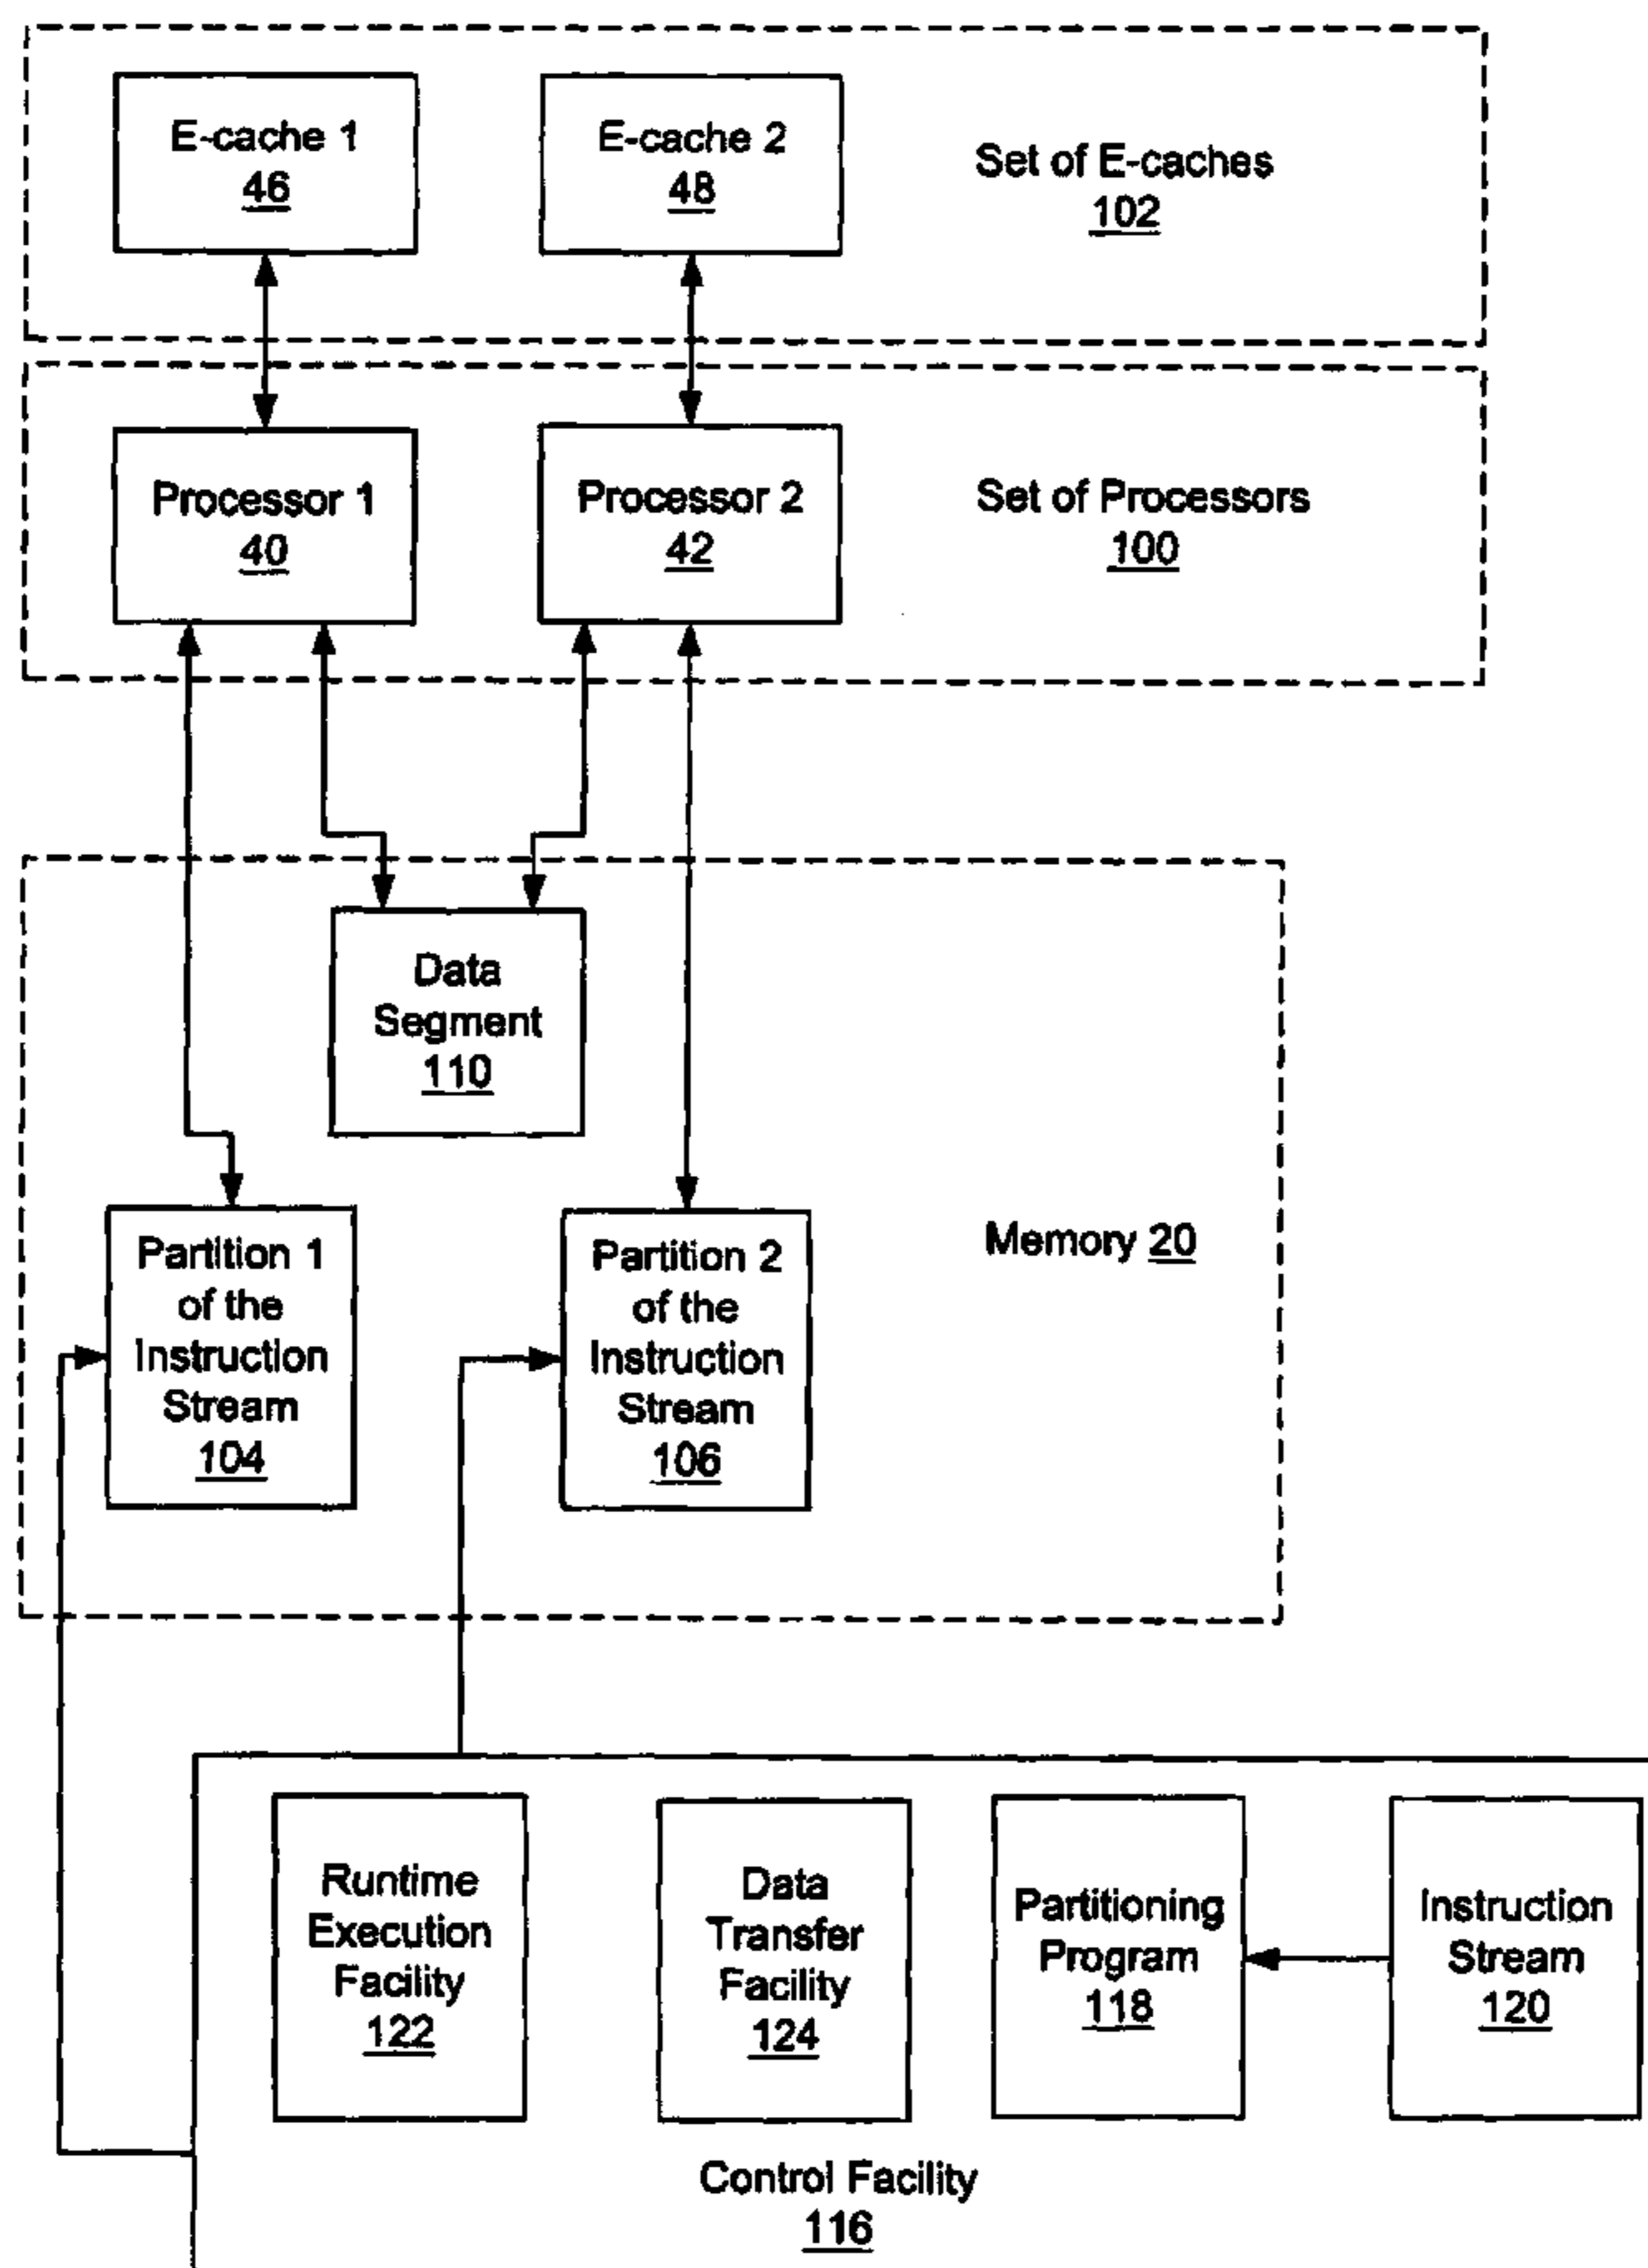 E-cache 1
46
E-cache 2
48
Set of E-caches
102
Processor 1
40
Processor 2
42
Set of Processors
100
Data
Segment
110
Partition 1
of the
Instruction
Stream
104
Partition 2
of the
Instruction
Stream
106
Memory 20
Runtime
Execution
Facility
122
Data
Transfer
Facility
124
Partitioning
Program
118
Instruction
Stream
120
Control Facility
116